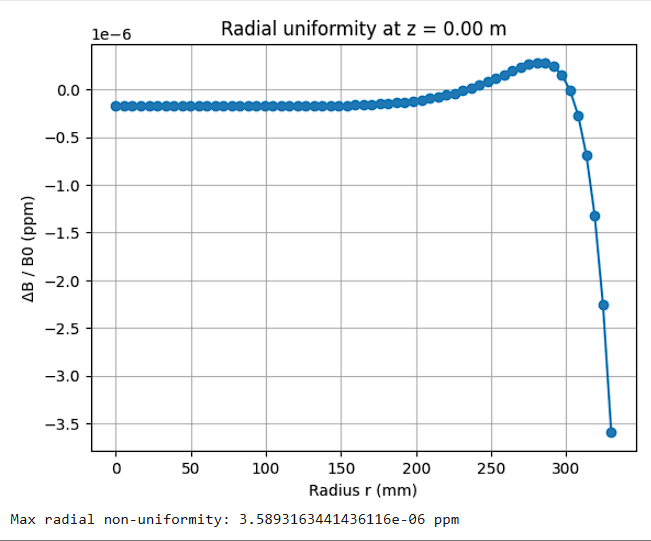 Radial uniformity at z = 0.00 m
1e−6
0.0
−0.5
−1.0
−1.5
−2.0
−2.5
−3.0
−3.5
ΔB / B0 (ppm)
0 50 100 150 200 250 300
Radius r (mm)
Max radial non-uniformity: 3.5893163441436116e-06 ppm